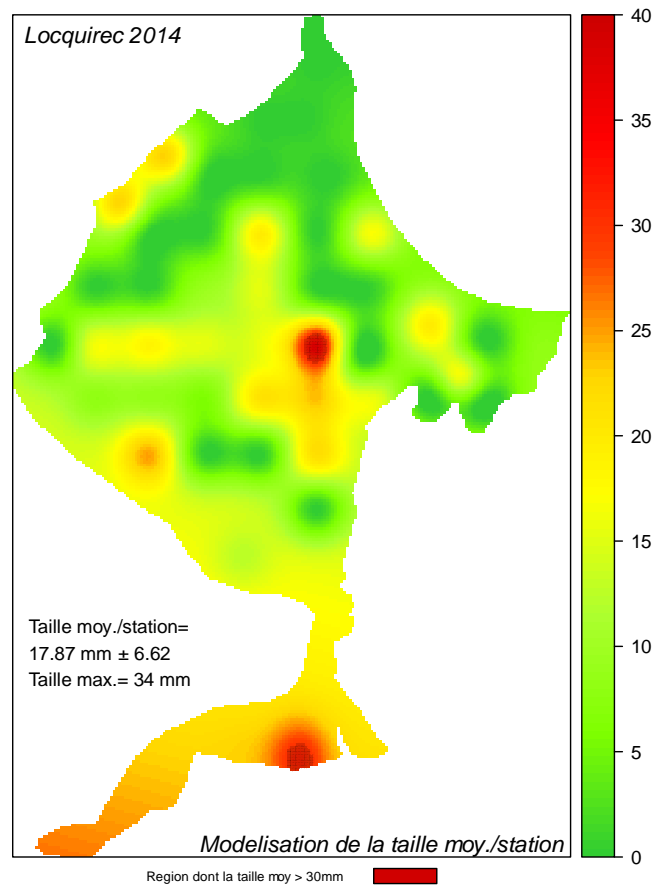 Locquirec 2014
40
35
30
25
20
15
10
5
0
Taille moy./station=
17.87 mm ± 6.62
Taille max.= 34 mm
Modelisation de la taille moy./station
Region dont la taille moy > 30mm